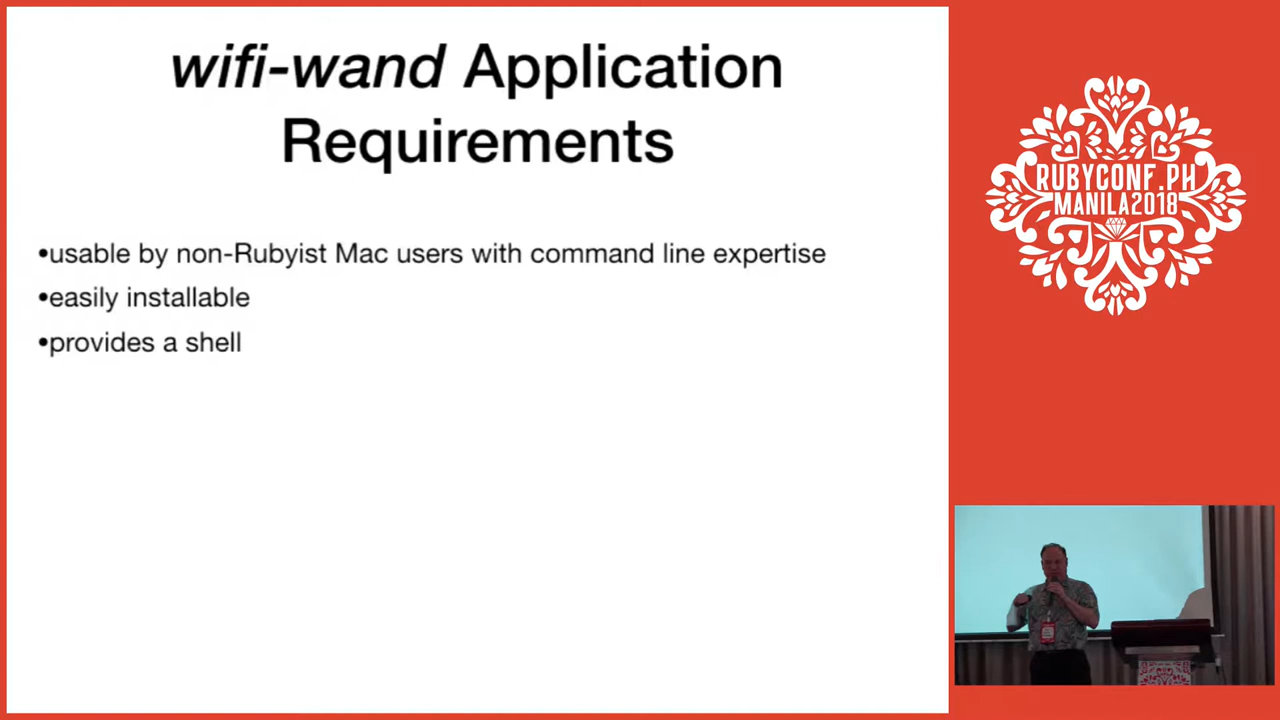 wifi-wand Application
Requirements
•usable by non-Rubyist Mac users with command line expertise
•easily installable
•provides a shell
RUBYCONF.PH
MANILA2018